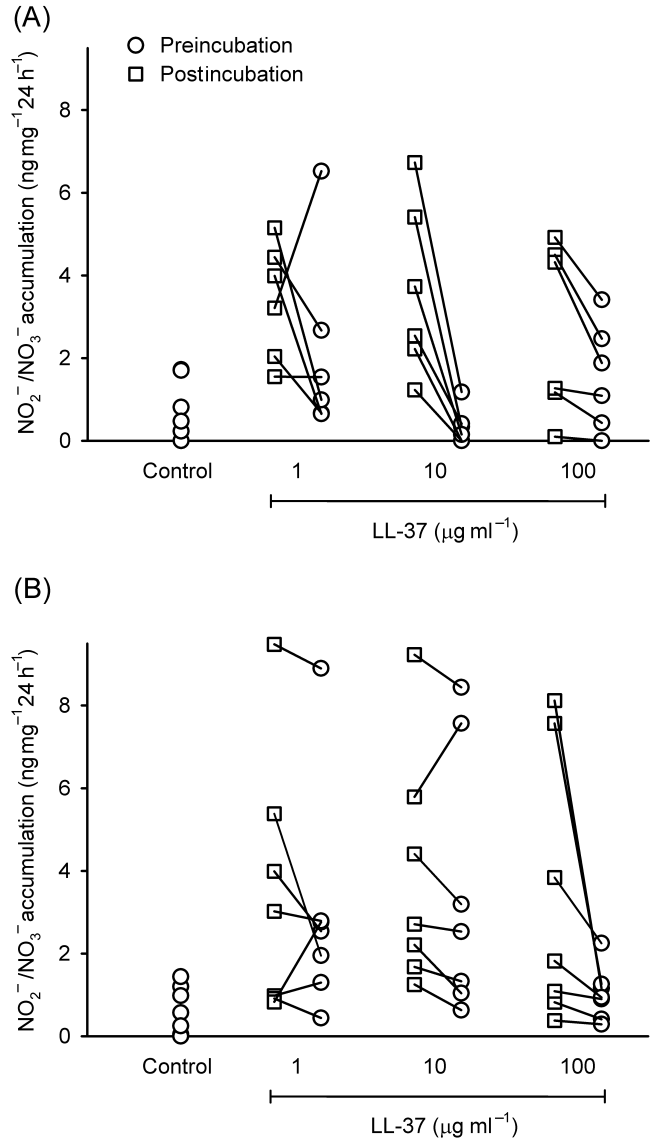 (A)
Preincubation
Postincubation
NO₂⁻/NO₃⁻ accumulation (ng mg⁻¹ 24 h⁻¹)
8
6
4
2
0
Control 1 10 100
LL-37 (μg ml⁻¹)
(B)
NO₂⁻/NO₃⁻ accumulation (ng mg⁻¹ 24 h⁻¹)
8
6
4
2
0
Control 1 10 100
LL-37 (μg ml⁻¹)